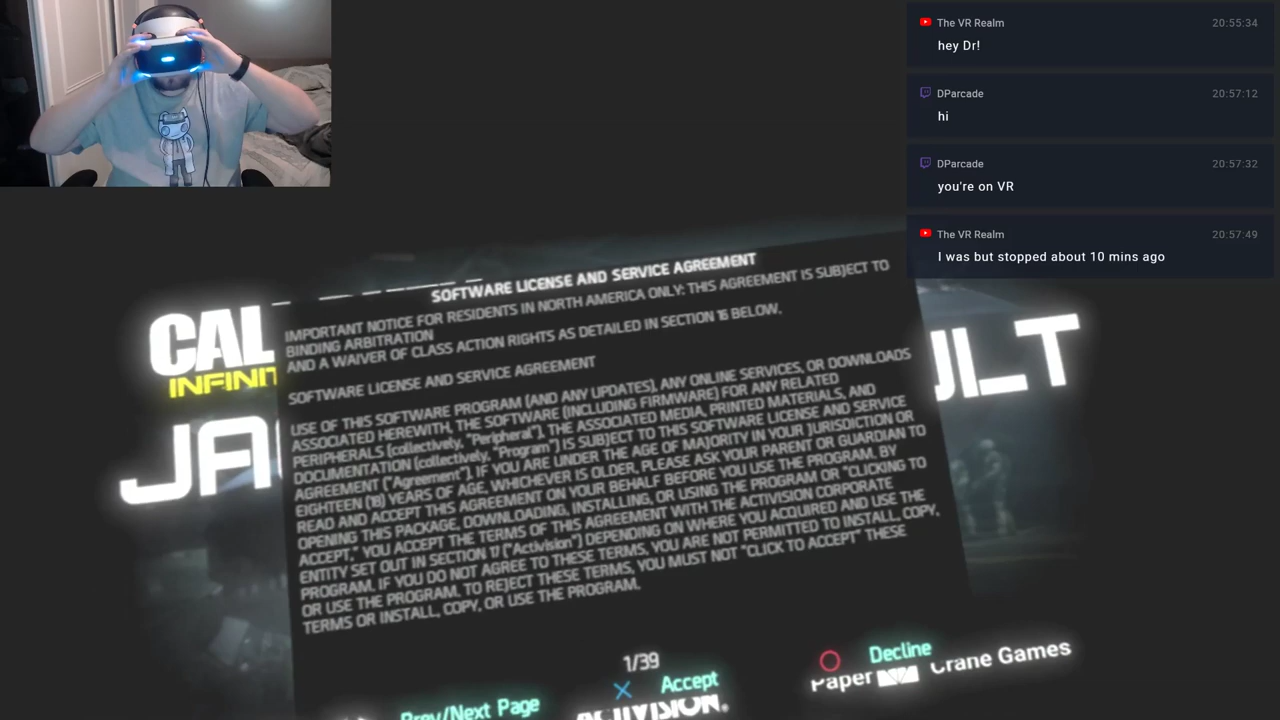 The VR Realm 20:55:34
hey Dr!
DParcade 20:57:12
hi
DParcade 20:57:32
you're on VR
The VR Realm 20:57:49
I was but stopped about 10 mins ago
CAL
INFINIT
JA
ULT
SOFTWARE LICENSE AND SERVICE AGREEMENT
IMPORTANT NOTICE FOR RESIDENTS IN NORTH AMERICA ONLY: THIS AGREEMENT IS SUBJECT TO
BINDING ARBITRATION
AND A WAIVER OF CLASS ACTION RIGHTS AS DETAILED IN SECTION 16 BELOW.
SOFTWARE LICENSE AND SERVICE AGREEMENT
USE OF THIS SOFTWARE PROGRAM (AND ANY UPDATES), ANY ONLINE SERVICES, OR DOWNLOADS
ASSOCIATED HEREWITH, THE SOFTWARE (INCLUDING FIRMWARE) FOR ANY RELATED
PERIPHERALS (collectively, "Peripheral"), THE ASSOCIATED MEDIA, PRINTED MATERIALS, AND
DOCUMENTATION (collectively, "Program") IS SUBJECT TO THIS SOFTWARE LICENSE AND SERVICE
AGREEMENT ("Agreement"). IF YOU ARE UNDER THE AGE OF MAJORITY IN YOUR JURISDICTION OR
EIGHTEEN (18) YEARS OF AGE, WHICHEVER IS OLDER, PLEASE ASK YOUR PARENT OR GUARDIAN TO
READ AND ACCEPT THIS AGREEMENT ON YOUR BEHALF BEFORE YOU USE THE PROGRAM. BY
OPENING THIS PACKAGE, DOWNLOADING, INSTALLING, OR USING THE PROGRAM OR "CLICKING TO
ACCEPT," YOU ACCEPT THE TERMS OF THIS AGREEMENT WITH THE ACTIVISION CORPORATE
ENTITY SET OUT IN SECTION 17 ("Activision") DEPENDING ON WHERE YOU ACQUIRED AND USE THE
PROGRAM. IF YOU DO NOT AGREE TO THESE TERMS, YOU ARE NOT PERMITTED TO INSTALL, COPY,
OR USE THE PROGRAM. TO REJECT THESE TERMS, YOU MUST NOT "CLICK TO ACCEPT" THESE
TERMS OR INSTALL, COPY, OR USE THE PROGRAM.
1/39
Prev/Next Page
Accept
Decline
ACTIVISION.
Paper Crane Games